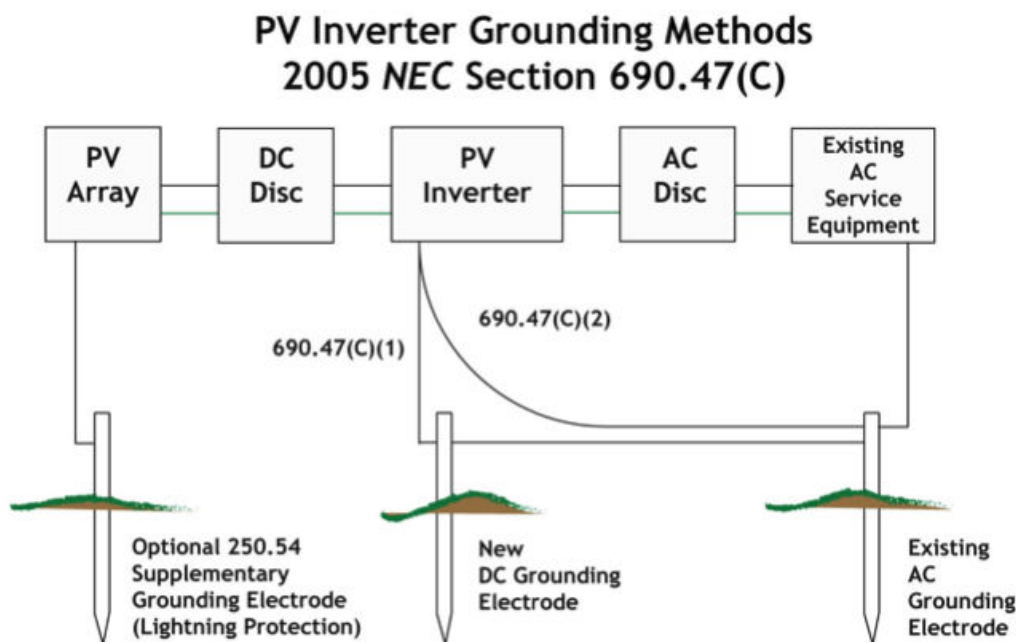 PV Inverter Grounding Methods
2005 NEC Section 690.47(C)
PV
Array
DC
Disc
PV
Inverter
AC
Disc
Existing
AC
Service
Equipment
690.47(C)(1)
690.47(C)(2)
Optional 250.54
Supplementary
Grounding Electrode
(Lightning Protection)
New
DC Grounding
Electrode
Existing
AC
Grounding
Electrode